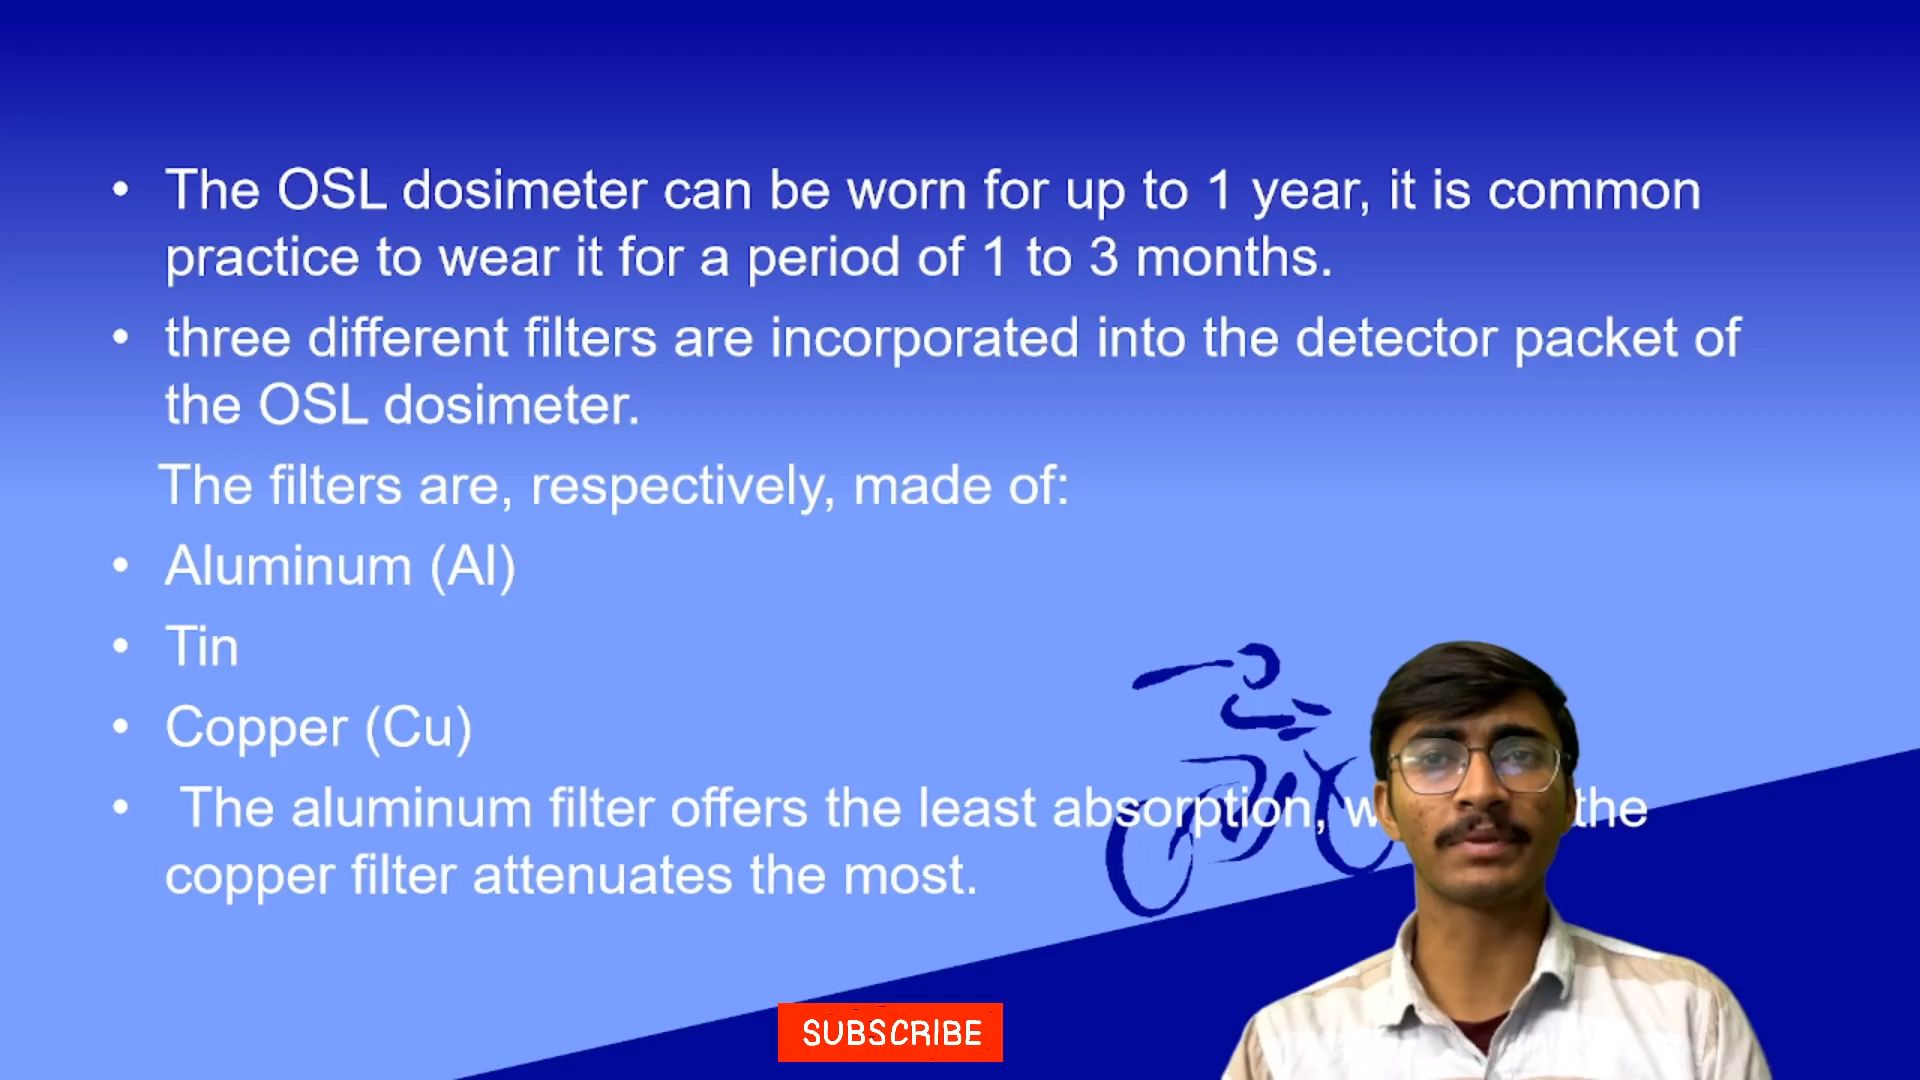 • The OSL dosimeter can be worn for up to 1 year, it is common
practice to wear it for a period of 1 to 3 months.
• three different filters are incorporated into the detector packet of
the OSL dosimeter.
The filters are, respectively, made of:
• Aluminum (Al)
• Tin
• Copper (Cu)
• The aluminum filter offers the least absorption, the
copper filter attenuates the most.
SUBSCRIBE